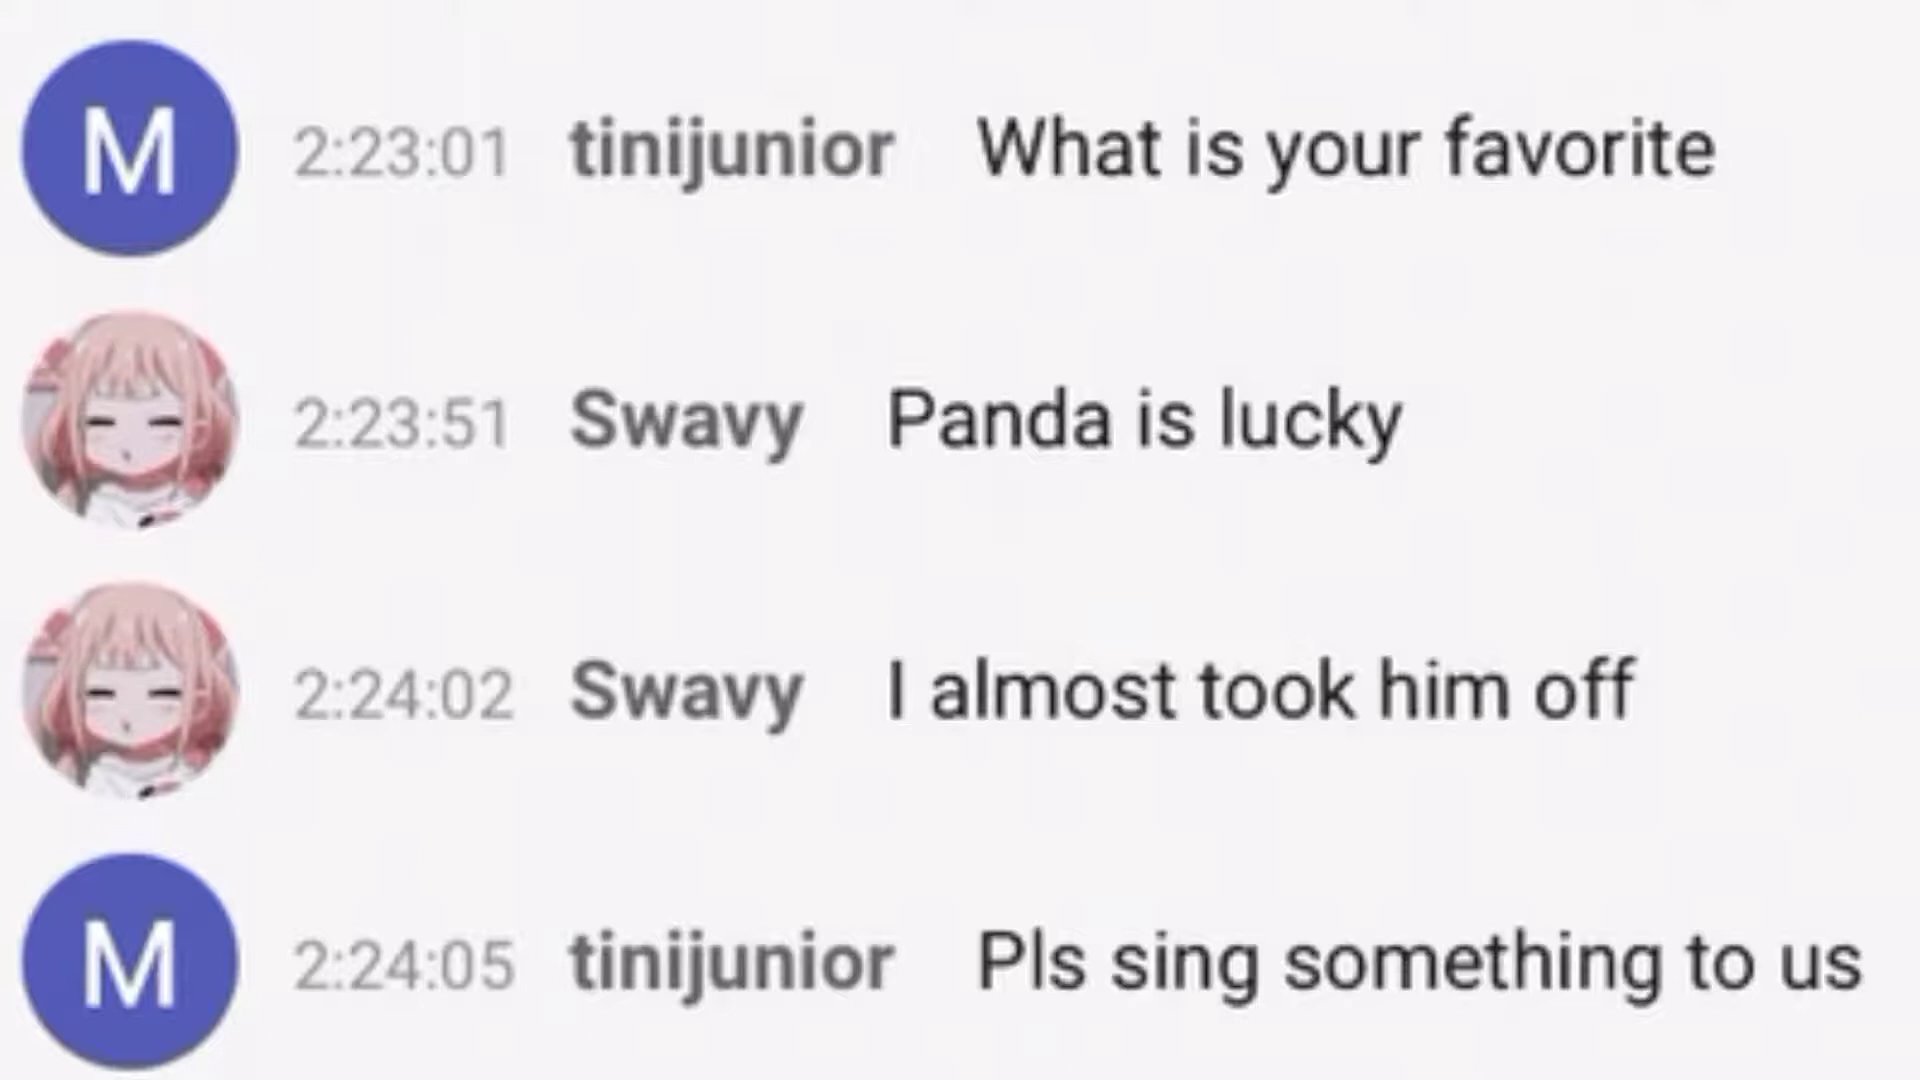 M 2:23:01 tinijunior What is your favorite
2:23:51 Swavy Panda is lucky
2:24:02 Swavy I almost took him off
M 2:24:05 tinijunior Pls sing something to us